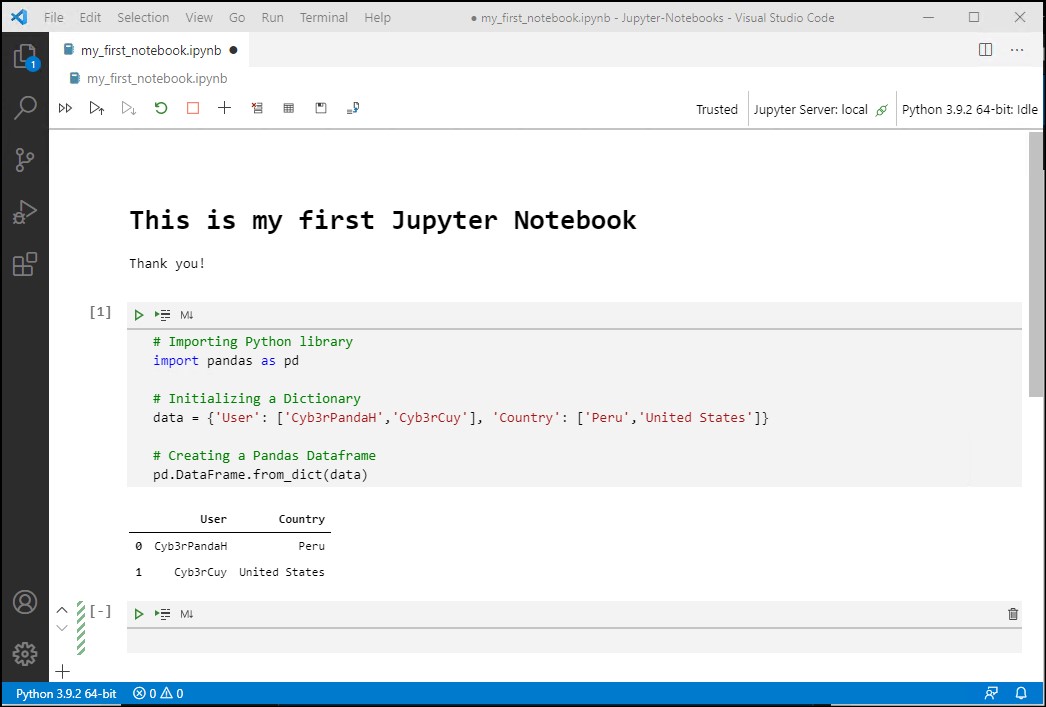 File Edit Selection View Go Run Terminal Help ● my_first_notebook.ipynb - Jupyter-Notebooks - Visual Studio Code
my_first_notebook.ipynb ●
1
my_first_notebook.ipynb
Trusted Jupyter Server: local Python 3.9.2 64-bit: Idle
This is my first Jupyter Notebook
Thank you!
[1]
M↓
# Importing Python library
import pandas as pd
# Initializing a Dictionary
data = {'User': ['Cyb3rPandaH','Cyb3rCuy'], 'Country': ['Peru','United States']}
# Creating a Pandas Dataframe
pd.DataFrame.from_dict(data)
User Country
0 Cyb3rPandaH Peru
1 Cyb3rCuy United States
[-]
M↓
Python 3.9.2 64-bit 0 0